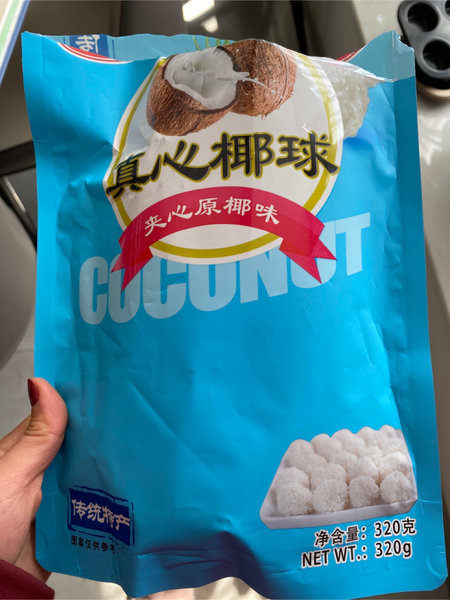 真心椰球
夹心原椰味
COCONUT
传统特产
图案仅供参考
净含量：320克
NET WT.：320g